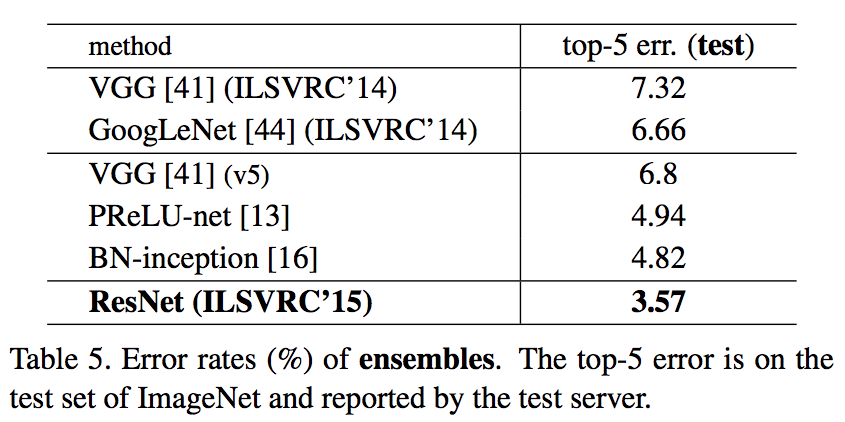 method top-5 err. (test)
VGG [41] (ILSVRC’14) 7.32
GoogLeNet [44] (ILSVRC’14) 6.66
VGG [41] (v5) 6.8
PReLU-net [13] 4.94
BN-inception [16] 4.82
ResNet (ILSVRC’15) 3.57
Table 5. Error rates (%) of ensembles. The top-5 error is on the
test set of ImageNet and reported by the test server.